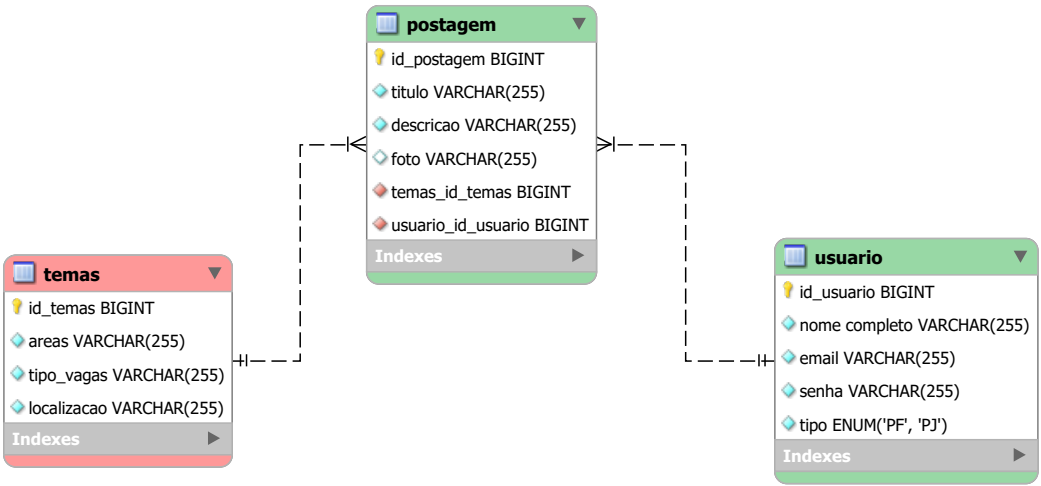 postagem
id_postagem BIGINT
titulo VARCHAR(255)
descricao VARCHAR(255)
foto VARCHAR(255)
temas_id_temas BIGINT
usuario_id_usuario BIGINT
Indexes
temas
id_temas BIGINT
areas VARCHAR(255)
tipo_vagas VARCHAR(255)
localizacao VARCHAR(255)
Indexes
usuario
id_usuario BIGINT
nome completo VARCHAR(255)
email VARCHAR(255)
senha VARCHAR(255)
tipo ENUM('PF', 'PJ')
Indexes